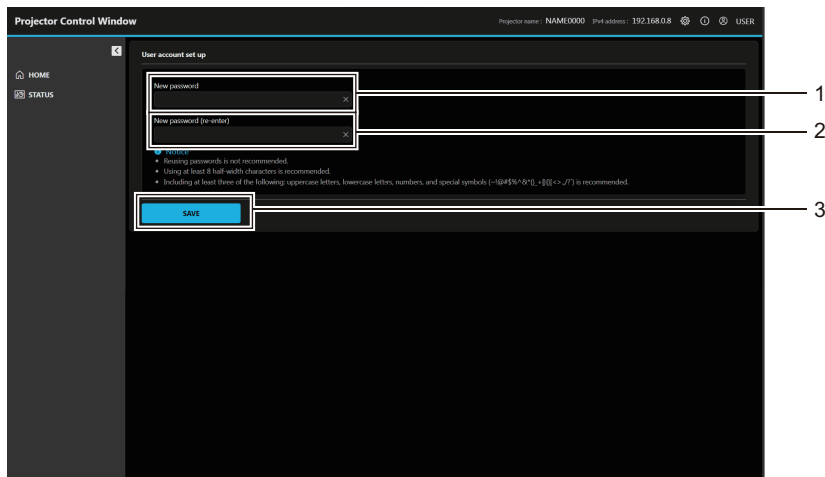 Projector Control Window
Projector name : NAME0000 IPv4 address : 192.168.0.8 USER
HOME
STATUS
User account set up
New password
1
New password (re-enter)
2
Notice
• Reusing passwords is not recommended.
• Using at least 8 half-width characters is recommended.
• Including at least three of the following: uppercase letters, lowercase letters, numbers, and special symbols is recommended.
SAVE
3